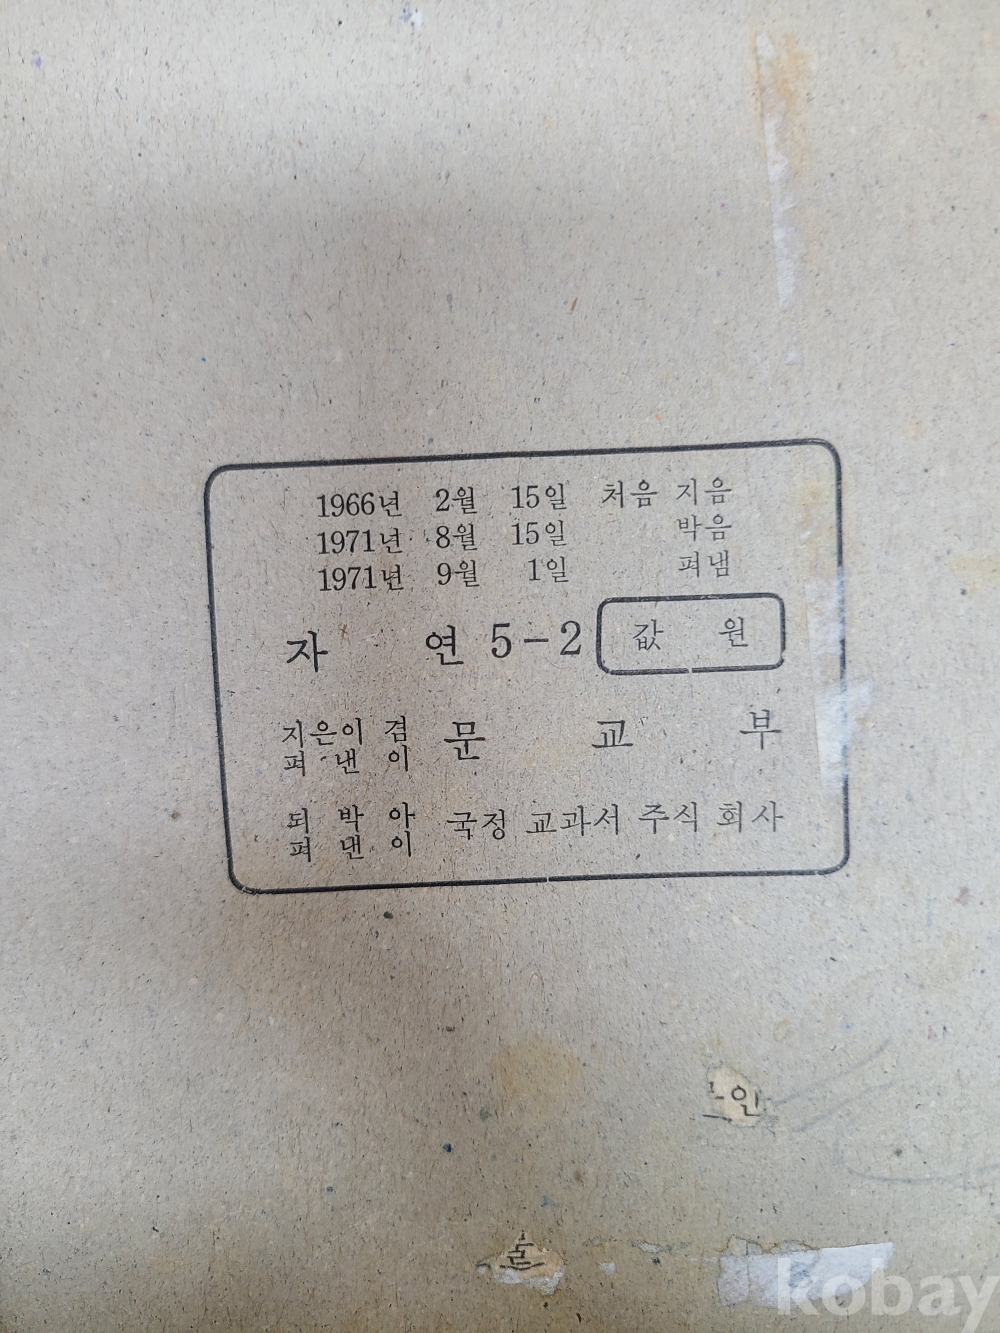 1966년 2월 15일 처음 지음
1971년 8월 15일 박음
1971년 9월 1일 펴냄
자 연 5-2 값 원
지은이 겸
펴 낸 이
문 교 부
되 박 아
펴 낸 이
국정 교과서 주식 회사
인
kobay